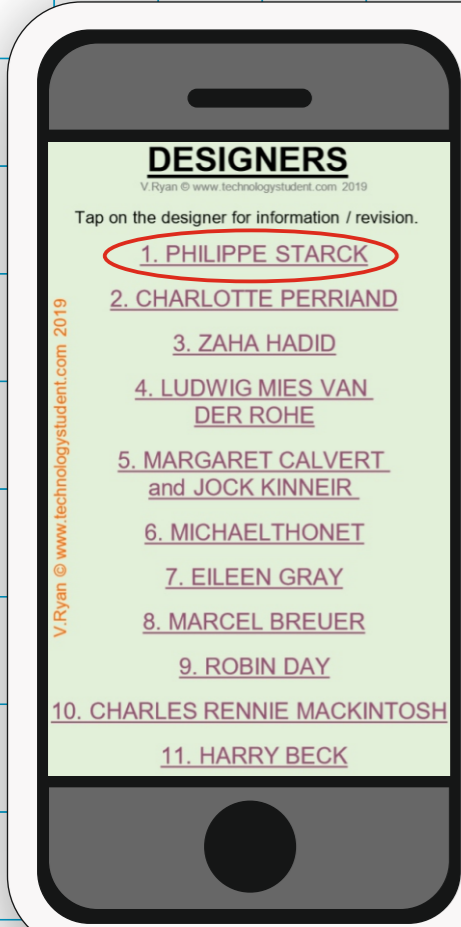 DESIGNERS
V.Ryan © www.technologystudent.com 2019
Tap on the designer for information / revision.
1. PHILIPPE STARCK
2. CHARLOTTE PERRIAND
3. ZAHA HADID
4. LUDWIG MIES VAN
DER ROHE
5. MARGARET CALVERT
and JOCK KINNEIR
6. MICHAELTHONET
7. EILEEN GRAY
8. MARCEL BREUER
9. ROBIN DAY
10. CHARLES RENNIE MACKINTOSH
11. HARRY BECK
V.Ryan © www.technologystudent.com 2019